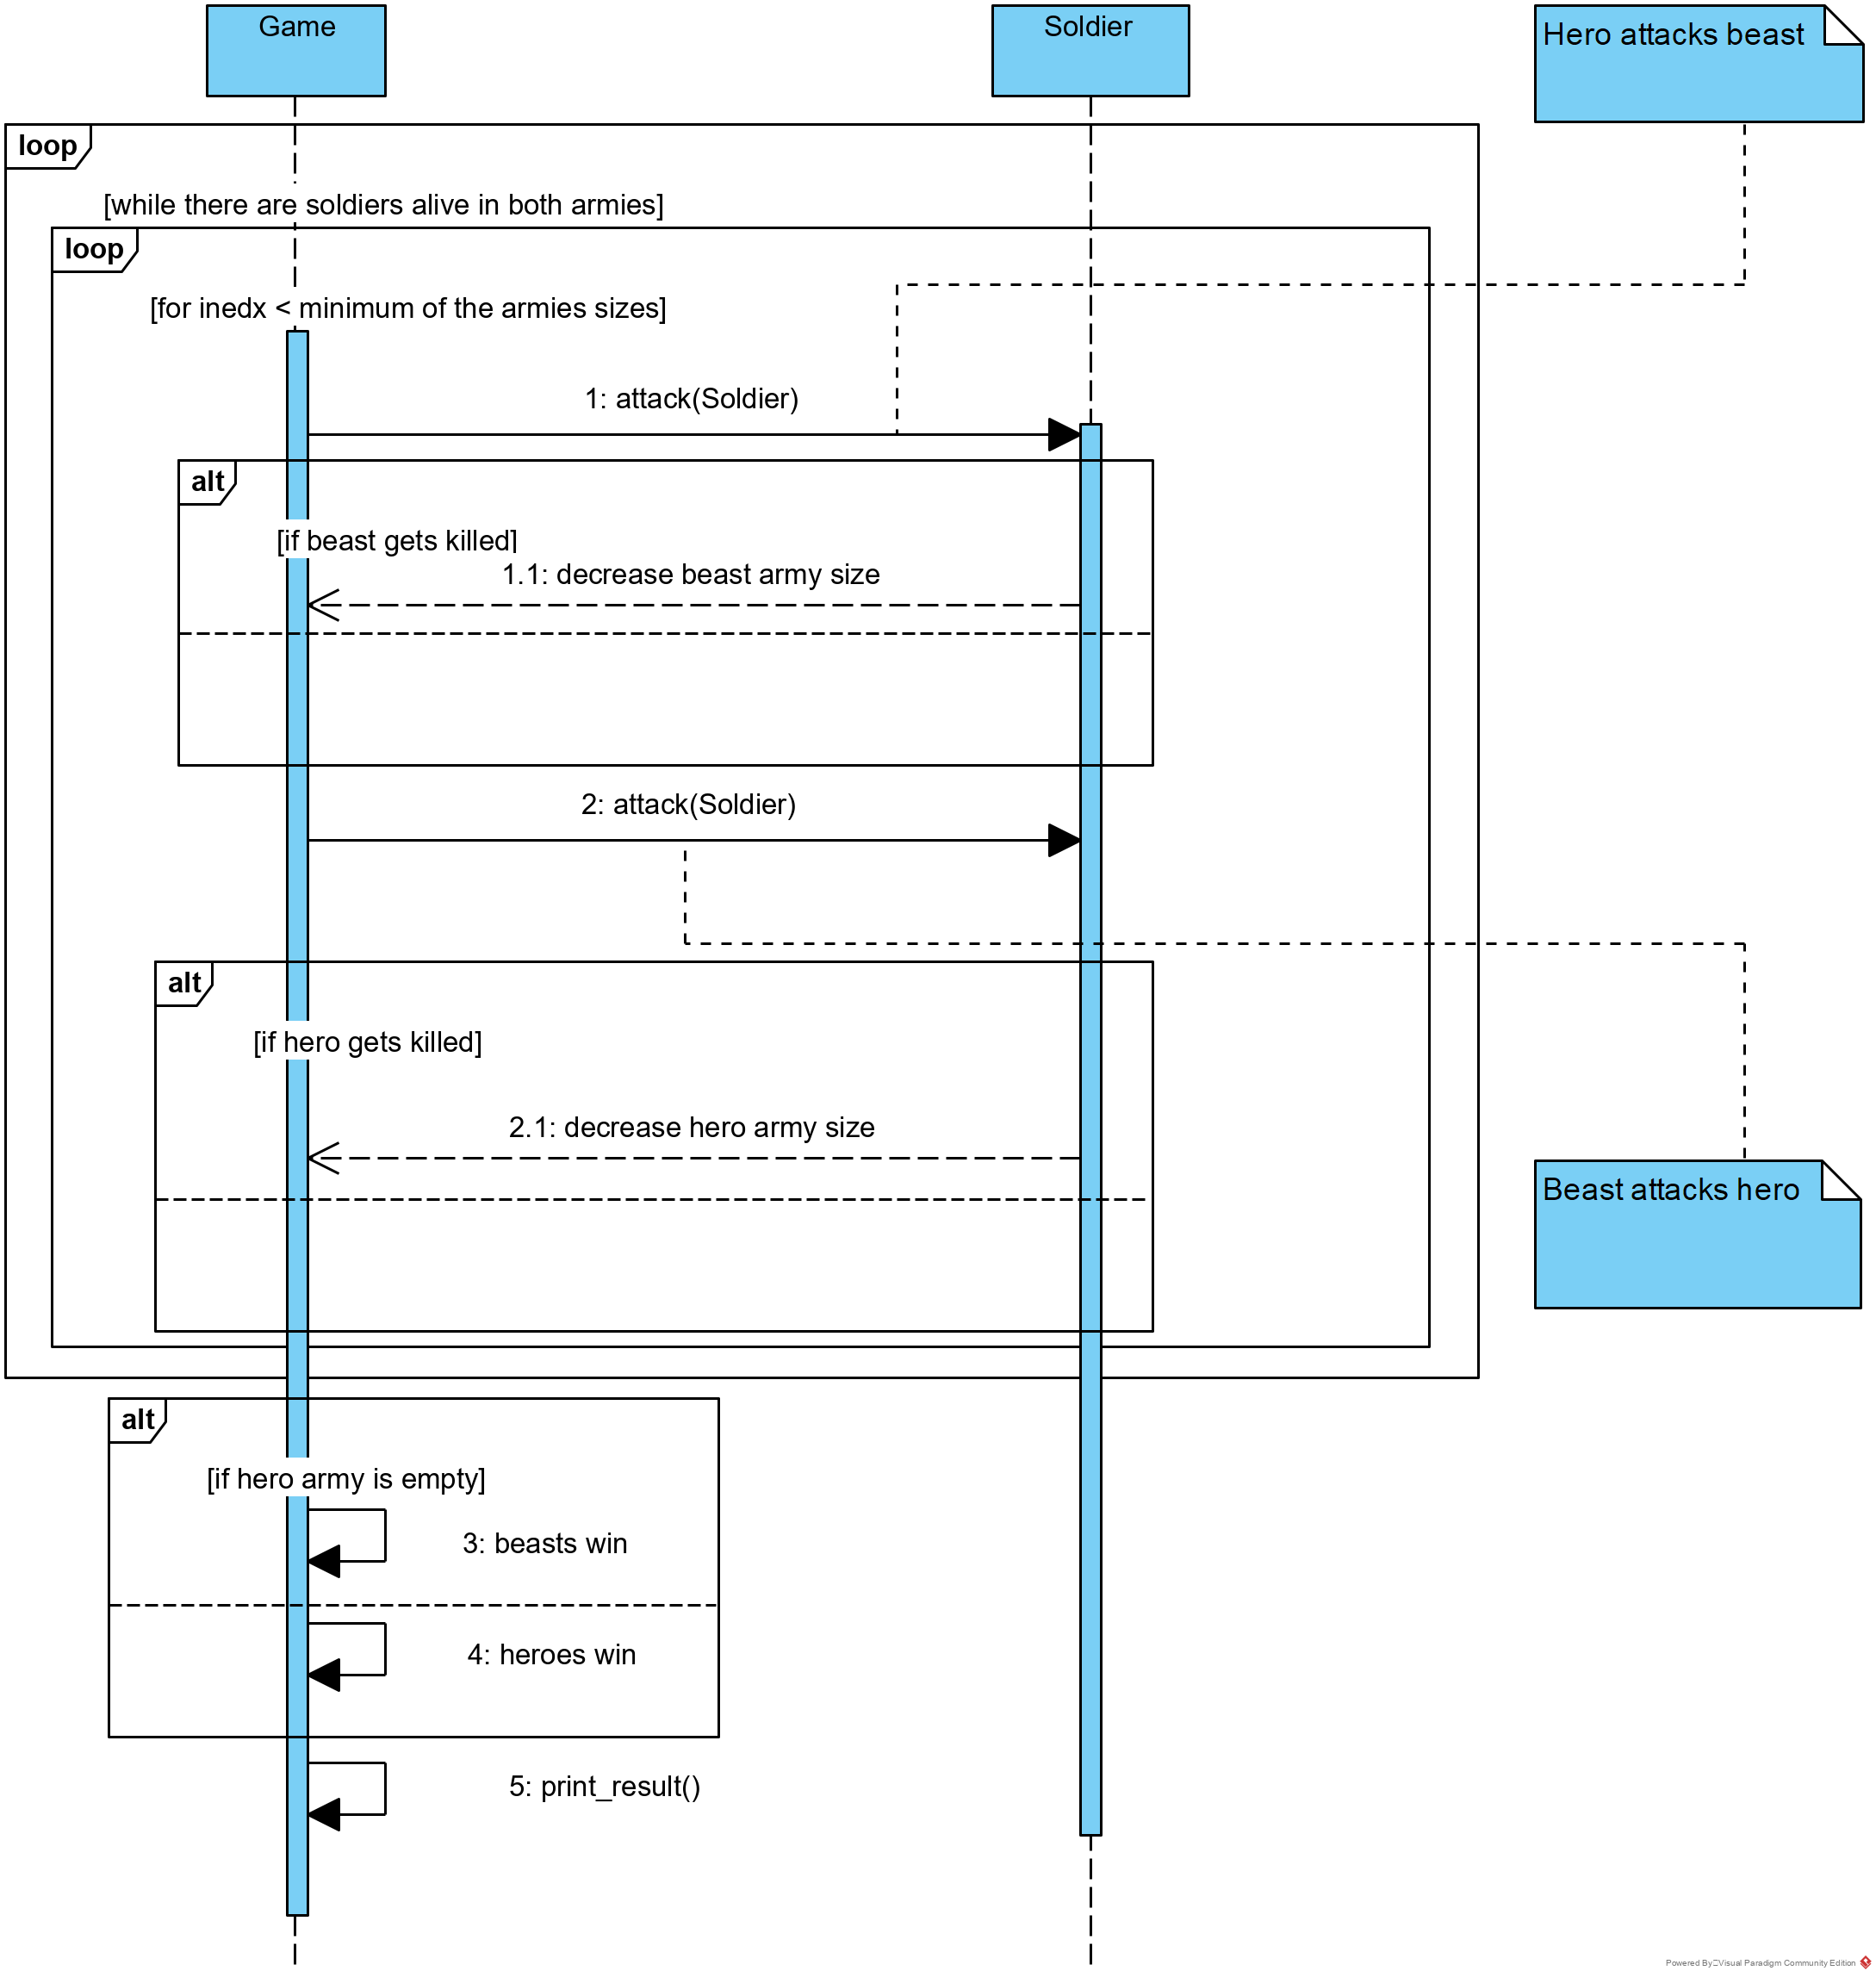 Game
Soldier
Hero attacks beast
loop
[while there are soldiers alive in both armies]
loop
[for inedx < minimum of the armies sizes]
1: attack(Soldier)
alt
[if beast gets killed]
1.1: decrease beast army size
2: attack(Soldier)
alt
[if hero gets killed]
2.1: decrease hero army size
Beast attacks hero
alt
[if hero army is empty]
3: beasts win
4: heroes win
5: print_result()
Powered By Visual Paradigm Community Edition